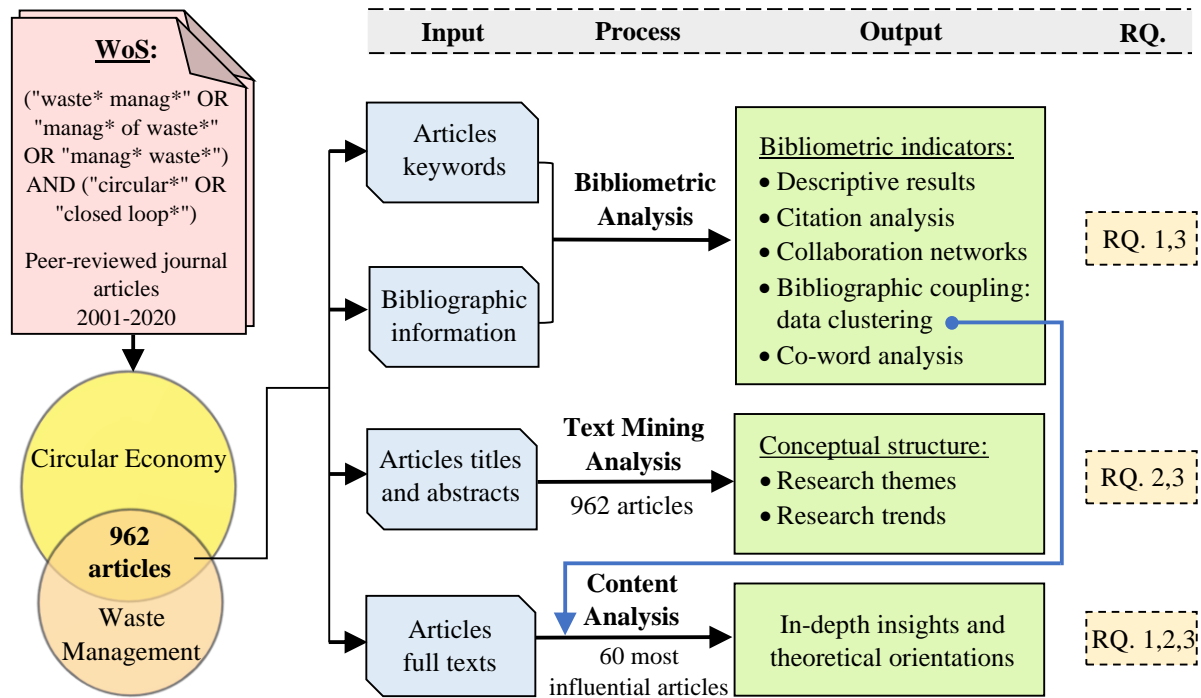 WoS:
("waste* manag*" OR
"manag* of waste*"
OR "manag* waste*")
AND ("circular*" OR
"closed loop*")
Peer-reviewed journal
articles
2001-2020
Circular Economy
962
articles
Waste
Management
Input
Process
Output
RQ.
Articles
keywords
Bibliographic
information
Bibliometric
Analysis
Bibliometric indicators:
• Descriptive results
• Citation analysis
• Collaboration networks
• Bibliographic coupling:
data clustering
• Co-word analysis
RQ. 1,3
Articles titles
and abstracts
Text Mining
Analysis
962 articles
Conceptual structure:
• Research themes
• Research trends
RQ. 2,3
Articles
full texts
Content
Analysis
60 most
influential articles
In-depth insights and
theoretical orientations
RQ. 1,2,3